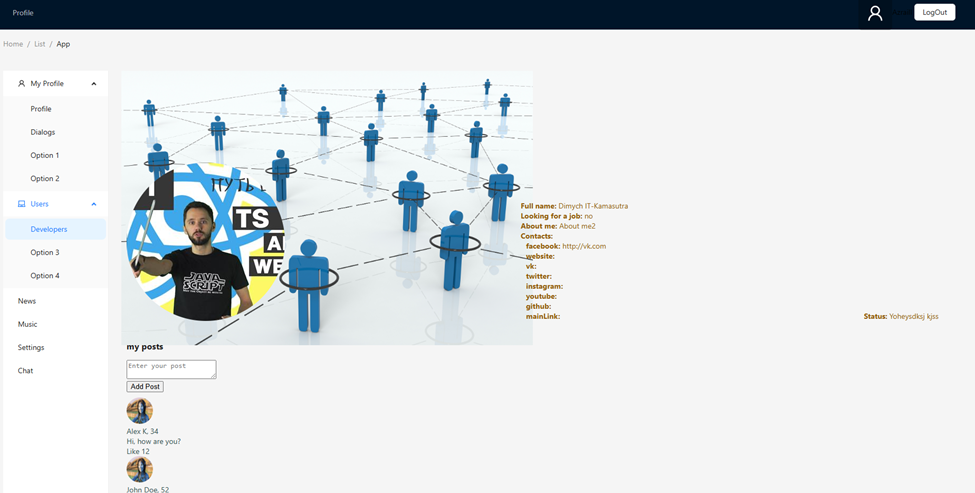 Profile
LogOut
Home / List / App
My Profile
Profile
Dialogs
Option 1
Option 2
Users
Developers
Option 3
Option 4
News
Music
Settings
Chat
TS
JAVA
SCRIPT
Full name: Dimych IT-Kamasutra
Looking for a job: no
About me: About me2
Contacts:
facebook: http://vk.com
website:
vk:
twitter:
instagram:
youtube:
github:
mainLink:
Status: Yoheysdksj kjss
my posts
Enter your post
Add Post
Alex K, 34
Hi, how are you?
Like 12
John Doe, 52